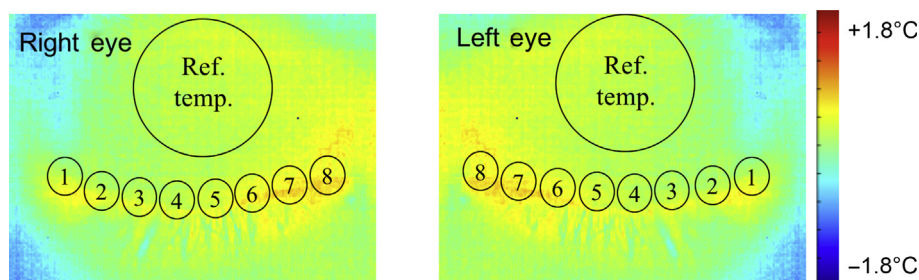 Right eye
Ref.
temp.
1 2 3 4 5 6 7 8
Left eye
Ref.
temp.
8 7 6 5 4 3 2 1
+1.8°C
–1.8°C